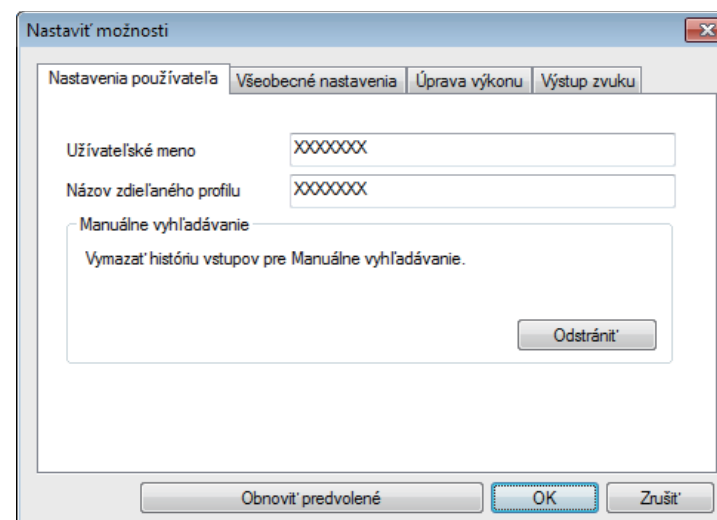 Nastaviť možnosti
Nastavenia používateľa Všeobecné nastavenia Úprava výkonu Výstup zvuku
Užívateľské meno XXXXXXX
Názov zdieľaného profilu XXXXXXX
Manuálne vyhľadávanie
Vymazať históriu vstupov pre Manuálne vyhľadávanie.
Odstrániť
Obnoviť predvolené OK Zrušiť